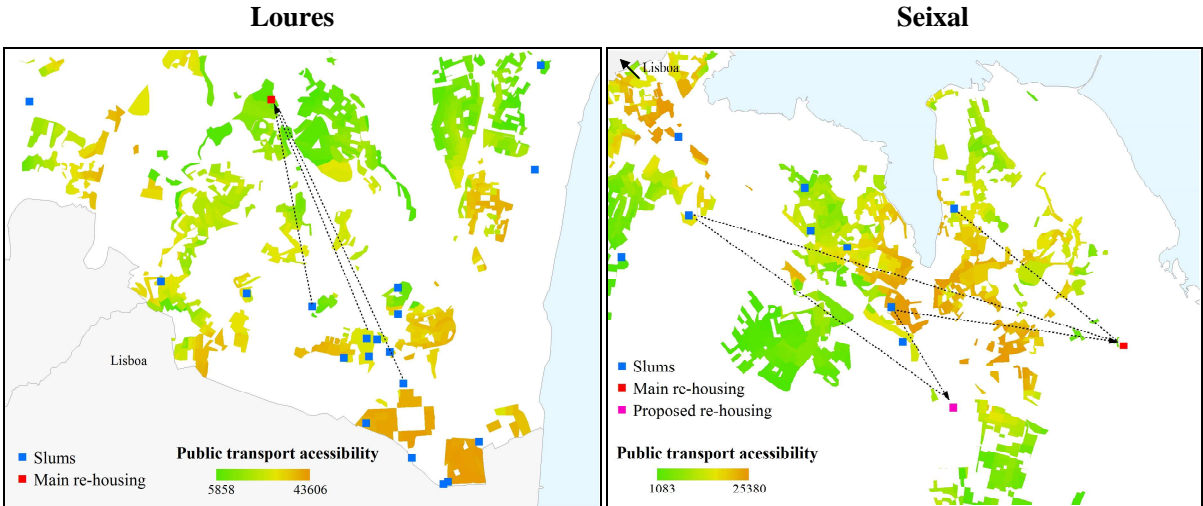 Loures
Seixal
Lisboa
Slums
Main re-housing
Public transport acessibility
5858 43606
Lisboa
Slums
Main re-housing
Proposed re-housing
Public transport acessibility
1083 25380